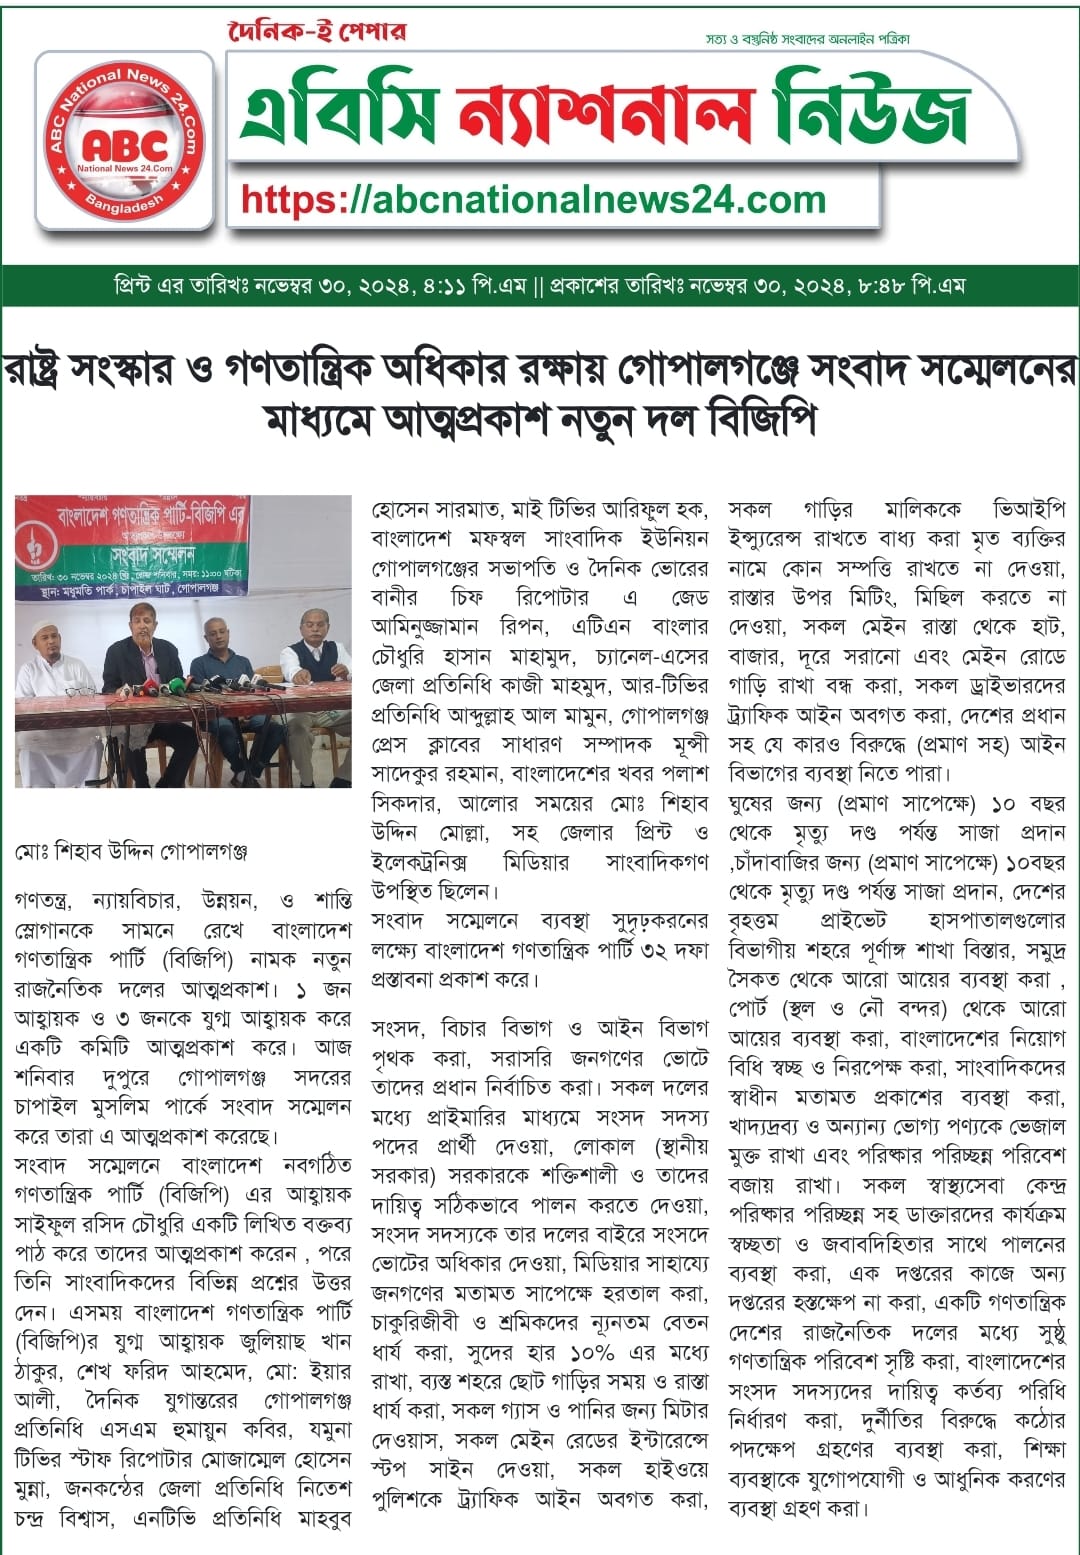 দৈনিক-ই পেপার
সত্য ও বস্তুনিষ্ঠ সংবাদের অনলাইন পত্রিকা
ABC National News 24.Com
ABC
National News 24.Com
Bangladesh
এবিসি ন্যাশনাল নিউজ
https://abcnationalnews24.com
প্রিন্ট এর তারিখঃ নভেম্বর ৩০, ২০২৪, ৪:১১ পি.এম || প্রকাশের তারিখঃ নভেম্বর ৩০, ২০২৪, ৮:৪৮ পি.এম
রাষ্ট্র সংস্কার ও গণতান্ত্রিক অধিকার রক্ষায় গোপালগঞ্জে সংবাদ সম্মেলনের
মাধ্যমে আত্মপ্রকাশ নতুন দল বিজিপি
বাংলাদেশ গণতান্ত্রিক পার্টি-বিজিপি এর
সংবাদ সম্মেলন
তারিখ: ৩০ নভেম্বর ২০২৪ খ্রি, রোজ শনিবার, সময়: ১১:০০ ঘটিকা
স্থান: মধুমতি পার্ক, চাপাইল ঘাট, গোপালগঞ্জ
মোঃ শিহাব উদ্দিন গোপালগঞ্জ
গণতন্ত্র, ন্যায়বিচার, উন্নয়ন, ও শান্তি
স্লোগানকে সামনে রেখে বাংলাদেশ
গণতান্ত্রিক পার্টি (বিজিপি) নামক নতুন
রাজনৈতিক দলের আত্মপ্রকাশ। ১ জন
আহ্বায়ক ও ৩ জনকে যুগ্ম আহ্বায়ক করে
একটি কমিটি আত্মপ্রকাশ করে। আজ
শনিবার দুপুরে গোপালগঞ্জ সদরের
চাপাইল মুসলিম পার্কে সংবাদ সম্মেলন
করে তারা এ আত্মপ্রকাশ করেছে।
সংবাদ সম্মেলনে বাংলাদেশ নবগঠিত
গণতান্ত্রিক পার্টি (বিজিপি) এর আহ্বায়ক
সাইফুল রসিদ চৌধুরি একটি লিখিত বক্তব্য
পাঠ করে তাদের আত্মপ্রকাশ করেন , পরে
তিনি সাংবাদিকদের বিভিন্ন প্রশ্নের উত্তর
দেন। এসময় বাংলাদেশ গণতান্ত্রিক পার্টি
(বিজিপি)র যুগ্ম আহ্বায়ক জুলিয়াছ খান
ঠাকুর, শেখ ফরিদ আহমেদ, মো: ইয়ার
আলী, দৈনিক যুগান্তরের গোপালগঞ্জ
প্রতিনিধি এসএম হুমায়ুন কবির, যমুনা
টিভির স্টাফ রিপোটার মোজাম্মেল হোসেন
মুন্না, জনকন্ঠের জেলা প্রতিনিধি নিতেশ
চন্দ্র বিশ্বাস, এনটিভি প্রতিনিধি মাহবুব
হোসেন সারমাত, মাই টিভির আরিফুল হক,
বাংলাদেশ মফস্বল সাংবাদিক ইউনিয়ন
গোপালগঞ্জের সভাপতি ও দৈনিক ভোরের
বানীর চিফ রিপোটার এ জেড
আমিনুজ্জামান রিপন, এটিএন বাংলার
চৌধুরি হাসান মাহামুদ, চ্যানেল-এসের
জেলা প্রতিনিধি কাজী মাহমুদ, আর-টিভির
প্রতিনিধি আব্দুল্লাহ আল মামুন, গোপালগঞ্জ
প্রেস ক্লাবের সাধারণ সম্পাদক মূন্সী
সাদেকুর রহমান, বাংলাদেশের খবর পলাশ
সিকদার, আলোর সময়ের মোঃ শিহাব
উদ্দিন মোল্লা, সহ জেলার প্রিন্ট ও
ইলেকট্রনিক্স মিডিয়ার সাংবাদিকগণ
উপস্থিত ছিলেন।
সংবাদ সম্মেলনে ব্যবস্থা সুদৃঢ়করনের
লক্ষ্যে বাংলাদেশ গণতান্ত্রিক পার্টি ৩২ দফা
প্রস্তাবনা প্রকাশ করে।
সংসদ, বিচার বিভাগ ও আইন বিভাগ
পৃথক করা, সরাসরি জনগণের ভোটে
তাদের প্রধান নির্বাচিত করা। সকল দলের
মধ্যে প্রাইমারির মাধ্যমে সংসদ সদস্য
পদের প্রার্থী দেওয়া, লোকাল (স্থানীয়
সরকার) সরকারকে শক্তিশালী ও তাদের
দায়িত্ব সঠিকভাবে পালন করতে দেওয়া,
সংসদ সদস্যকে তার দলের বাইরে সংসদে
ভোটের অধিকার দেওয়া, মিডিয়ার সাহায্যে
জনগণের মতামত সাপেক্ষে হরতাল করা,
চাকুরিজীবী ও শ্রমিকদের ন্যূনতম বেতন
ধার্য করা, সুদের হার ১০% এর মধ্যে
রাখা, ব্যস্ত শহরে ছোট গাড়ির সময় ও রাস্তা
ধার্য করা, সকল গ্যাস ও পানির জন্য মিটার
দেওয়াস, সকল মেইন রেডের ইন্টারেন্সে
স্টপ সাইন দেওয়া, সকল হাইওয়ে
পুলিশকে ট্র্যাফিক আইন অবগত করা,
সকল গাড়ির মালিককে ভিআইপি
ইন্স্যুরেন্স রাখতে বাধ্য করা মৃত ব্যক্তির
নামে কোন সম্পত্তি রাখতে না দেওয়া,
রাস্তার উপর মিটিং, মিছিল করতে না
দেওয়া, সকল মেইন রাস্তা থেকে হাট,
বাজার, দূরে সরানো এবং মেইন রোডে
গাড়ি রাখা বন্ধ করা, সকল ড্রাইভারদের
ট্র্যাফিক আইন অবগত করা, দেশের প্রধান
সহ যে কারও বিরুদ্ধে (প্রমাণ সহ) আইন
বিভাগের ব্যবস্থা নিতে পারা।
ঘুষের জন্য (প্রমাণ সাপেক্ষে) ১০ বছর
থেকে মৃত্যু দণ্ড পর্যন্ত সাজা প্রদান
,চাঁদাবাজির জন্য (প্রমাণ সাপেক্ষে) ১০বছর
থেকে মৃত্যু দণ্ড পর্যন্ত সাজা প্রদান, দেশের
বৃহত্তম প্রাইভেট হাসপাতালগুলোর
বিভাগীয় শহরে পূর্ণাঙ্গ শাখা বিস্তার, সমুদ্র
সৈকত থেকে আরো আয়ের ব্যবস্থা করা ,
পোর্ট (স্থল ও নৌ বন্দর) থেকে আরো
আয়ের ব্যবস্থা করা, বাংলাদেশের নিয়োগ
বিধি স্বচ্ছ ও নিরপেক্ষ করা, সাংবাদিকদের
স্বাধীন মতামত প্রকাশের ব্যবস্থা করা,
খাদ্যদ্রব্য ও অন্যান্য ভোগ্য পণ্যকে ভেজাল
মুক্ত রাখা এবং পরিষ্কার পরিচ্ছন্ন পরিবেশ
বজায় রাখা। সকল স্বাস্থ্যসেবা কেন্দ্র
পরিষ্কার পরিচ্ছন্ন সহ ডাক্তারদের কার্যক্রম
স্বচ্ছতা ও জবাবদিহিতার সাথে পালনের
ব্যবস্থা করা, এক দপ্তরের কাজে অন্য
দপ্তরের হস্তক্ষেপ না করা, একটি গণতান্ত্রিক
দেশের রাজনৈতিক দলের মধ্যে সুষ্ঠু
গণতান্ত্রিক পরিবেশ সৃষ্টি করা, বাংলাদেশের
সংসদ সদস্যদের দায়িত্ব কর্তব্য পরিধি
নির্ধারণ করা, দুর্নীতির বিরুদ্ধে কঠোর
পদক্ষেপ গ্রহণের ব্যবস্থা করা, শিক্ষা
ব্যবস্থাকে যুগোপযোগী ও আধুনিক করণের
ব্যবস্থা গ্রহণ করা।